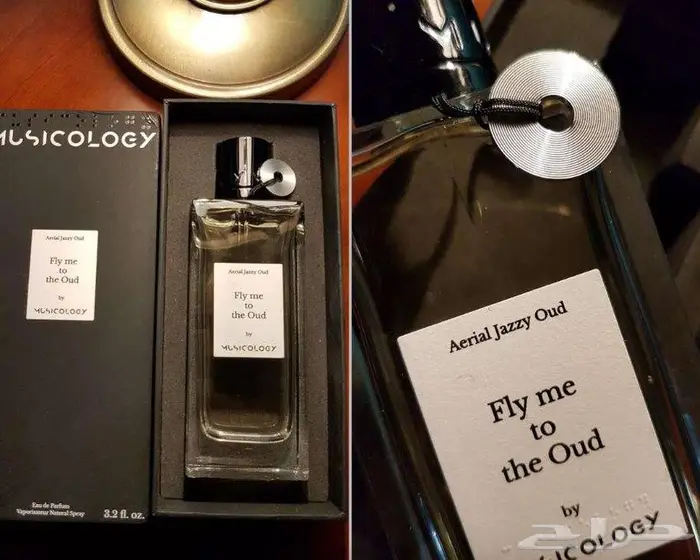 MUSICOLOGY
Aerial Jazzy Oud
Fly me
to
the Oud
by
MUSICOLOGY
Eau de Parfum
Vaporisateur Natural Spray
3.2 fl. oz.
Aerial Jazzy Oud
Fly me
to
the Oud
by
MUSICOLOGY
Aerial Jazzy Oud
Fly me
to
the Oud
by
MUSICOLOGY
حراج